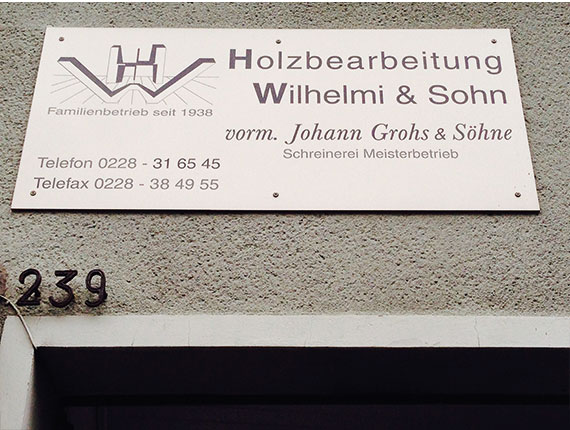 HW
Holzbearbeitung
Wilhelmi & Sohn
Familienbetrieb seit 1938
vorm. Johann Grohs & Söhne
Schreinerei Meisterbetrieb
Telefon 0228 - 31 65 45
Telefax 0228 - 38 49 55
239